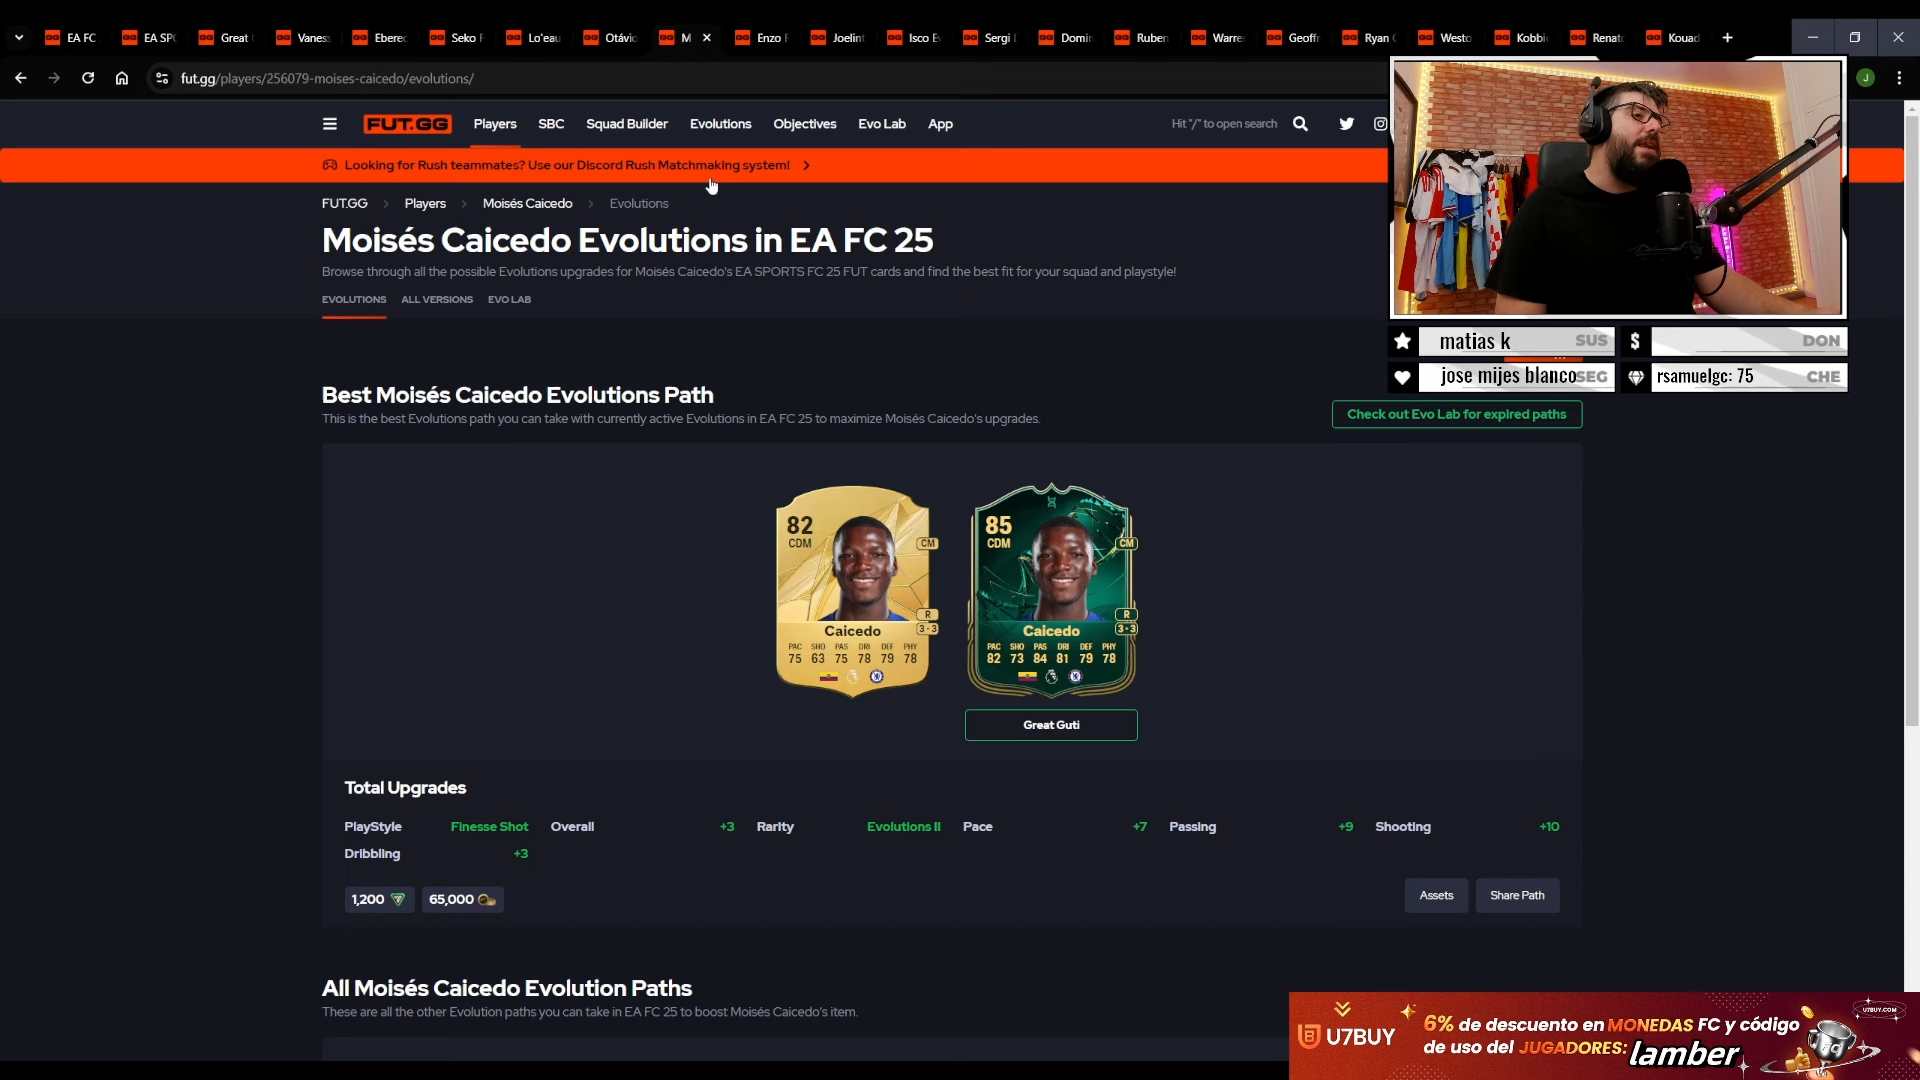 EA FC
EA SPC
Great
Vaness
Eberec
Seko F
Lo'eau
Otávio
M
Enzo F
Joelint
Isco E
Sergi
Domin
Ruben
Warre
Geoffr
Ryan
Westo
Kobbi
Renato
Kouad
fut.gg/players/256079-moises-caicedo/evolutions/
J
FUT.GG
Players
SBC
Squad Builder
Evolutions
Objectives
Evo Lab
App
Hit "/" to open search
Looking for Rush teammates? Use our Discord Rush Matchmaking system!
FUT.GG > Players > Moisés Caicedo > Evolutions
Moisés Caicedo Evolutions in EA FC 25
Browse through all the possible Evolutions upgrades for Moisés Caicedo's EA SPORTS FC 25 FUT cards and find the best fit for your squad and playstyle!
EVOLUTIONS
ALL VERSIONS
EVO LAB
matias k SUS
$ DON
jose mijes blanco SEG
rsamuelgc: 75 CHE
Best Moisés Caicedo Evolutions Path
This is the best Evolutions path you can take with currently active Evolutions in EA FC 25 to maximize Moisés Caicedo's upgrades.
Check out Evo Lab for expired paths
82
CDM
CM
R
3·3
Caicedo
PAC SHO PAS DRI DEF PHY
75 63 75 78 79 78
85
CDM
CM
R
3·3
Caicedo
PAC SHO PAS DRI DEF PHY
82 73 84 81 79 78
Great Guti
Total Upgrades
PlayStyle Finesse Shot
Overall +3
Rarity Evolutions II
Pace +7
Passing +9
Shooting +10
Dribbling +3
1,200
65,000
Assets
Share Path
All Moisés Caicedo Evolution Paths
These are all the other Evolution paths you can take in EA FC 25 to boost Moisés Caicedo's item.
U7BUY
6% de descuento en MONEDAS FC y código
de uso del JUGADORES: lamber
U7BUY.COM